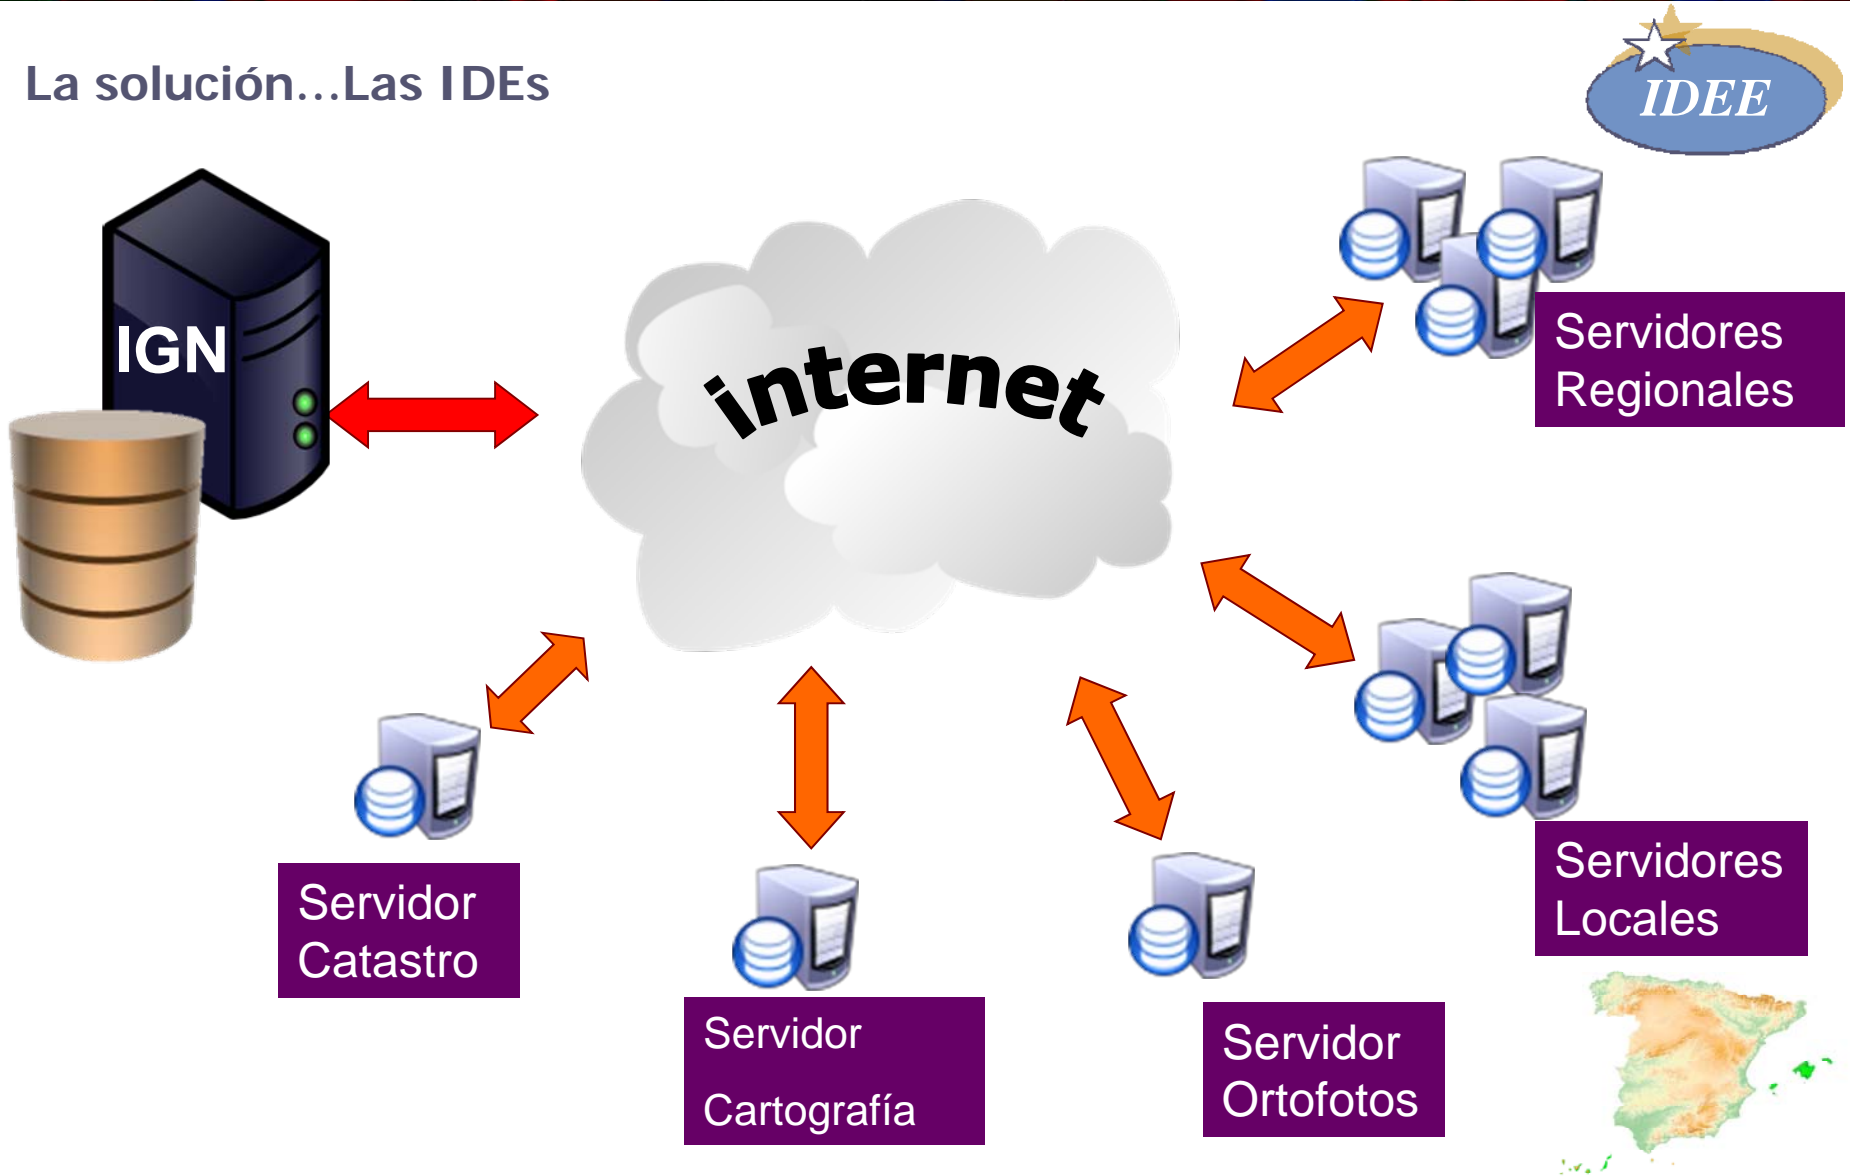 La solución...Las IDEs
IDEE
IGN
internet
Servidores
Regionales
Servidores
Locales
Servidor
Catastro
Servidor
Cartografía
Servidor
Ortofotos